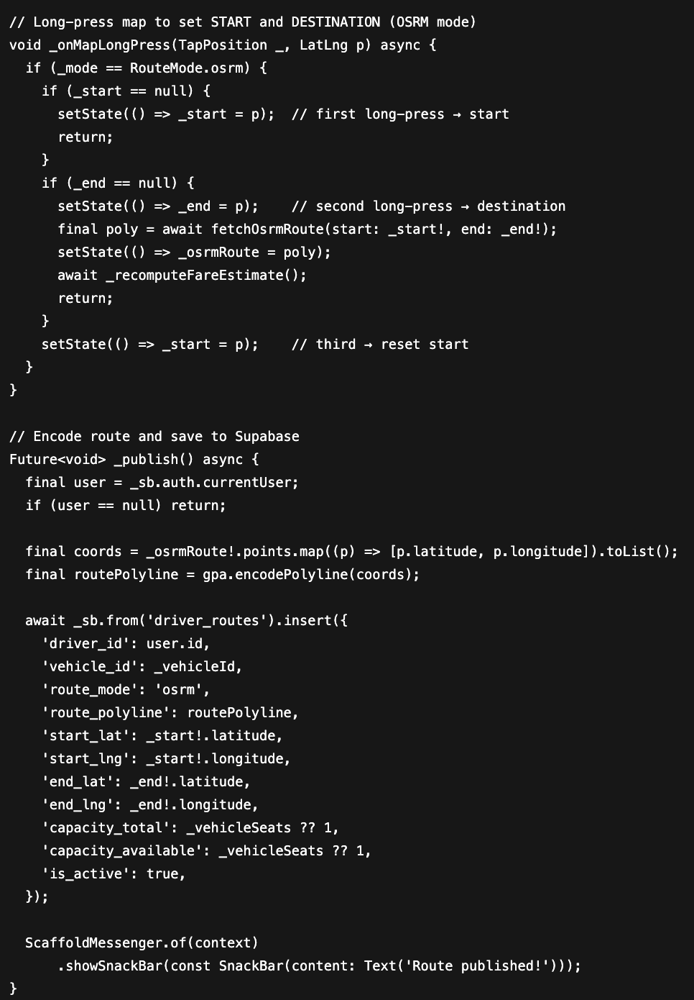 // Long-press map to set START and DESTINATION (OSRM mode)
void _onMapLongPress(TapPosition _, LatLng p) async {
  if (_mode == RouteMode.osrm) {
    if (_start == null) {
      setState(() => _start = p);  // first long-press → start
      return;
    }
    if (_end == null) {
      setState(() => _end = p);    // second long-press → destination
      final poly = await fetchOsrmRoute(start: _start!, end: _end!);
      setState(() => _osrmRoute = poly);
      await _recomputeFareEstimate();
      return;
    }
    setState(() => _start = p);    // third → reset start
  }
}

// Encode route and save to Supabase
Future<void> _publish() async {
  final user = _sb.auth.currentUser;
  if (user == null) return;

  final coords = _osrmRoute!.points.map((p) => [p.latitude, p.longitude]).toList();
  final routePolyline = gpa.encodePolyline(coords);

  await _sb.from('driver_routes').insert({
    'driver_id': user.id,
    'vehicle_id': _vehicleId,
    'route_mode': 'osrm',
    'route_polyline': routePolyline,
    'start_lat': _start!.latitude,
    'start_lng': _start!.longitude,
    'end_lat': _end!.latitude,
    'end_lng': _end!.longitude,
    'capacity_total': _vehicleSeats ?? 1,
    'capacity_available': _vehicleSeats ?? 1,
    'is_active': true,
  });

  ScaffoldMessenger.of(context)
      .showSnackBar(const SnackBar(content: Text('Route published!')));
}